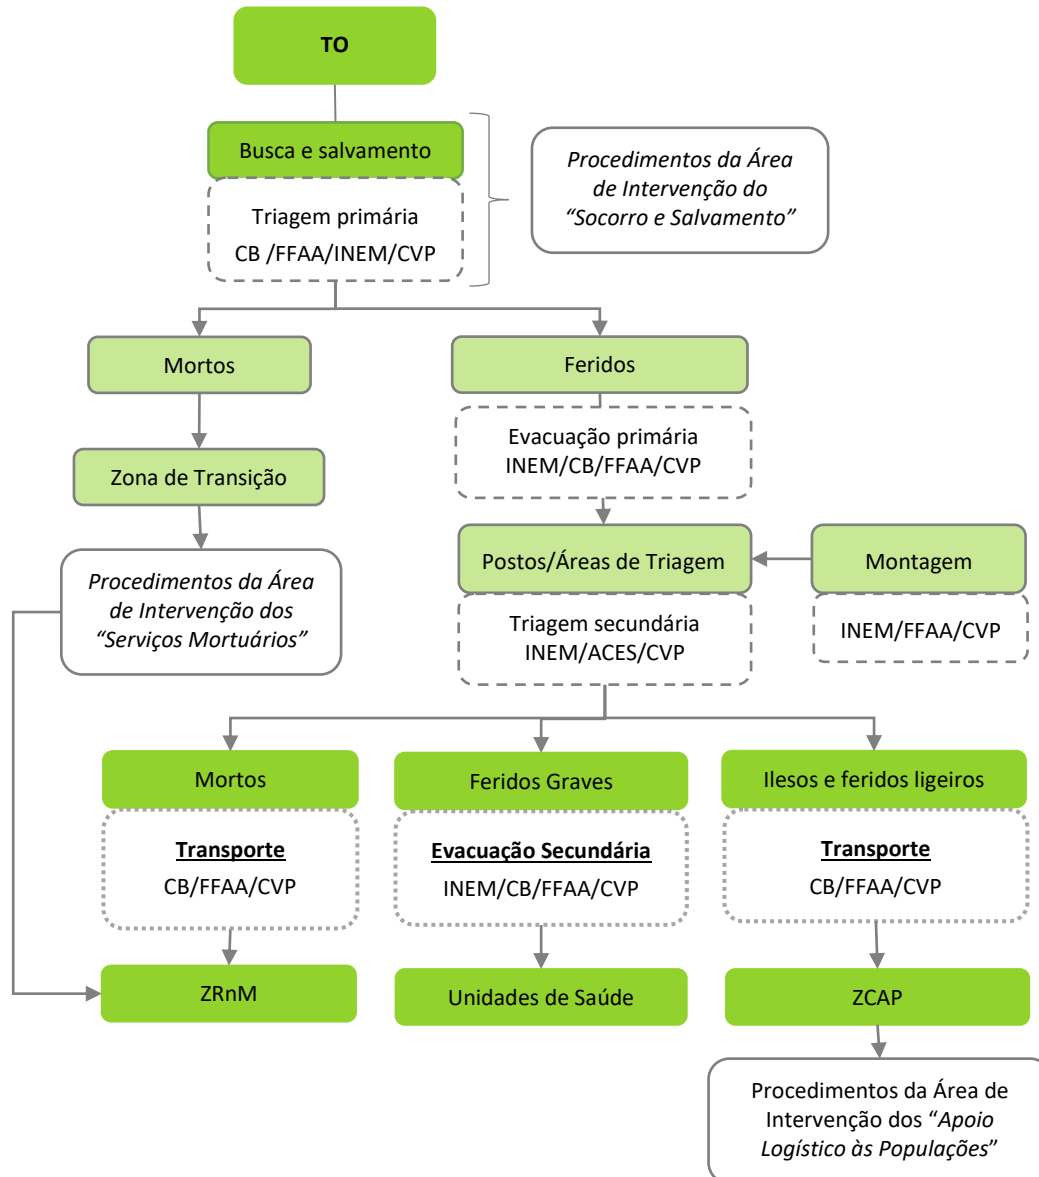 TO
Busca e salvamento
Triagem primária
CB /FFAA/INEM/CVP
Procedimentos da Área
de Intervenção do
“Socorro e Salvamento”
Mortos
Feridos
Evacuação primária
INEM/CB/FFAA/CVP
Zona de Transição
Procedimentos da Área
de Intervenção dos
“Serviços Mortuários”
Postos/Áreas de Triagem
Triagem secundária
INEM/ACES/CVP
Montagem
INEM/FFAA/CVP
Mortos
Transporte
CB/FFAA/CVP
Feridos Graves
Evacuação Secundária
INEM/CB/FFAA/CVP
Ilesos e feridos ligeiros
Transporte
CB/FFAA/CVP
ZRnM
Unidades de Saúde
ZCAP
Procedimentos da Área de
Intervenção dos “Apoio
Logístico às Populações”